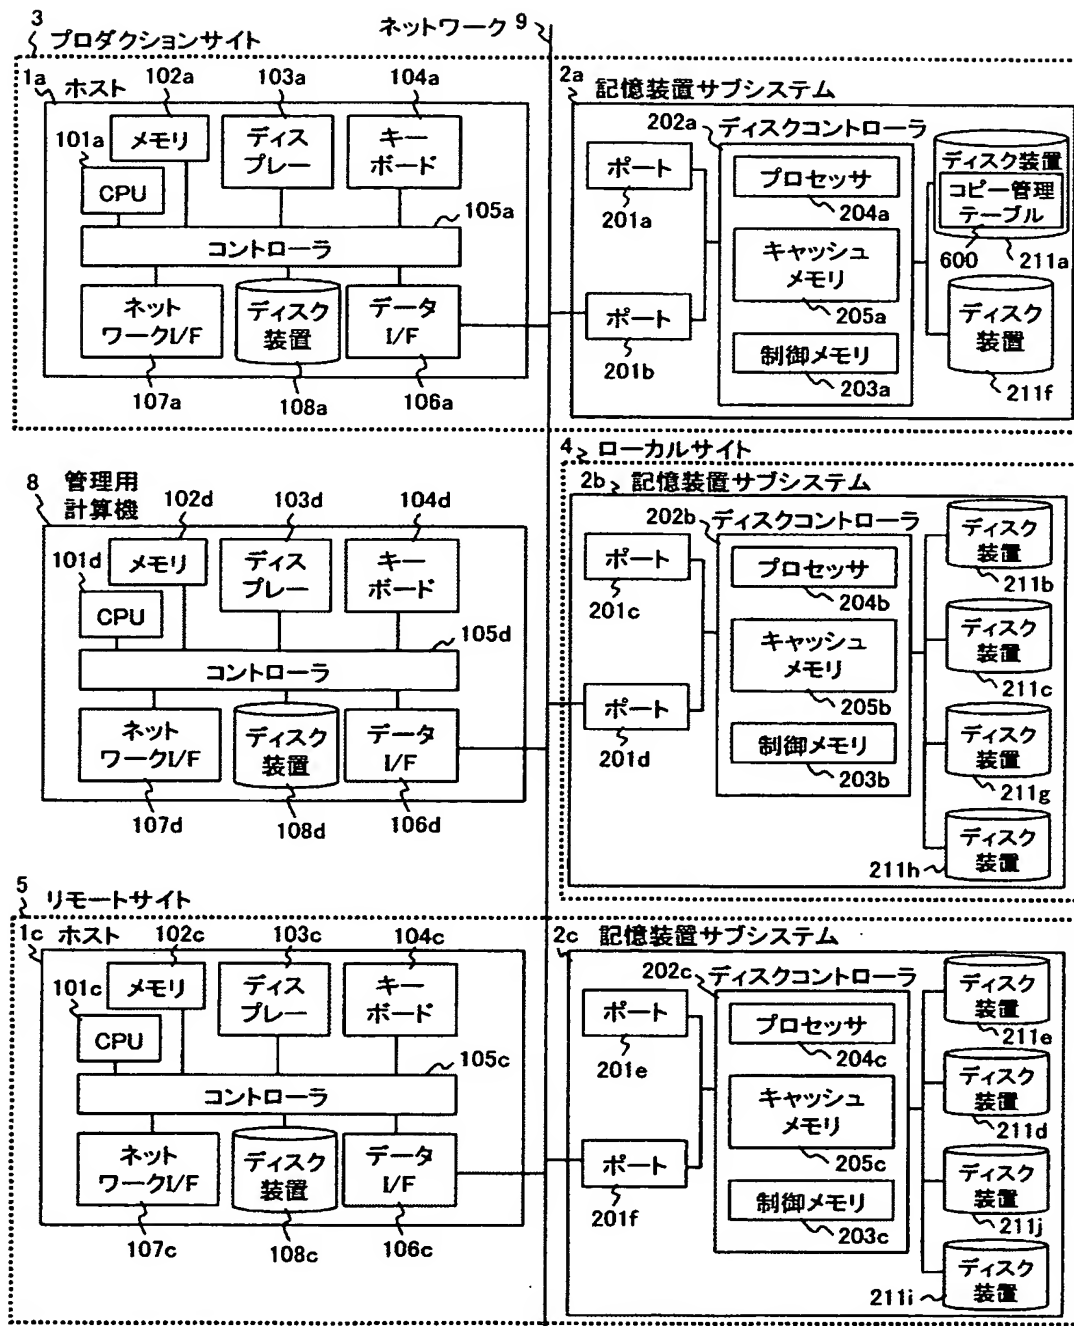 3
プロダクションサイト
ネットワーク 9
1a ホスト
102a
103a
104a
101a
メモリ
ディス
プレー
キー
ボード
CPU
105a
コントローラ
ネット
ワークI/F
ディスク
装置
データ
I/F
107a
108a
106a
2a 記憶装置サブシステム
202a ディスクコントローラ
ポート
201a
ポート
201b
プロセッサ
204a
キャッシュ
メモリ
205a
制御メモリ
203a
ディスク装置
コピー管理
テーブル
600
211a
ディスク
装置
211f
8
管理用
計算機
102d
103d
104d
101d
メモリ
ディス
プレー
キー
ボード
CPU
105d
コントローラ
ネット
ワークI/F
ディスク
装置
データ
I/F
107d
108d
106d
4 ローカルサイト
2b 記憶装置サブシステム
202b ディスクコントローラ
ポート
201c
ポート
201d
プロセッサ
204b
キャッシュ
メモリ
205b
制御メモリ
203b
ディスク
装置
211b
ディスク
装置
211c
ディスク
装置
211g
ディスク
装置
211h
5
リモートサイト
1c ホスト
102c
103c
104c
101c
メモリ
ディス
プレー
キー
ボード
CPU
105c
コントローラ
ネット
ワークI/F
ディスク
装置
データ
I/F
107c
108c
106c
2c 記憶装置サブシステム
202c ディスクコントローラ
ポート
201e
ポート
201f
プロセッサ
204c
キャッシュ
メモリ
205c
制御メモリ
203c
ディスク
装置
211e
ディスク
装置
211d
ディスク
装置
211j
ディスク
装置
211i